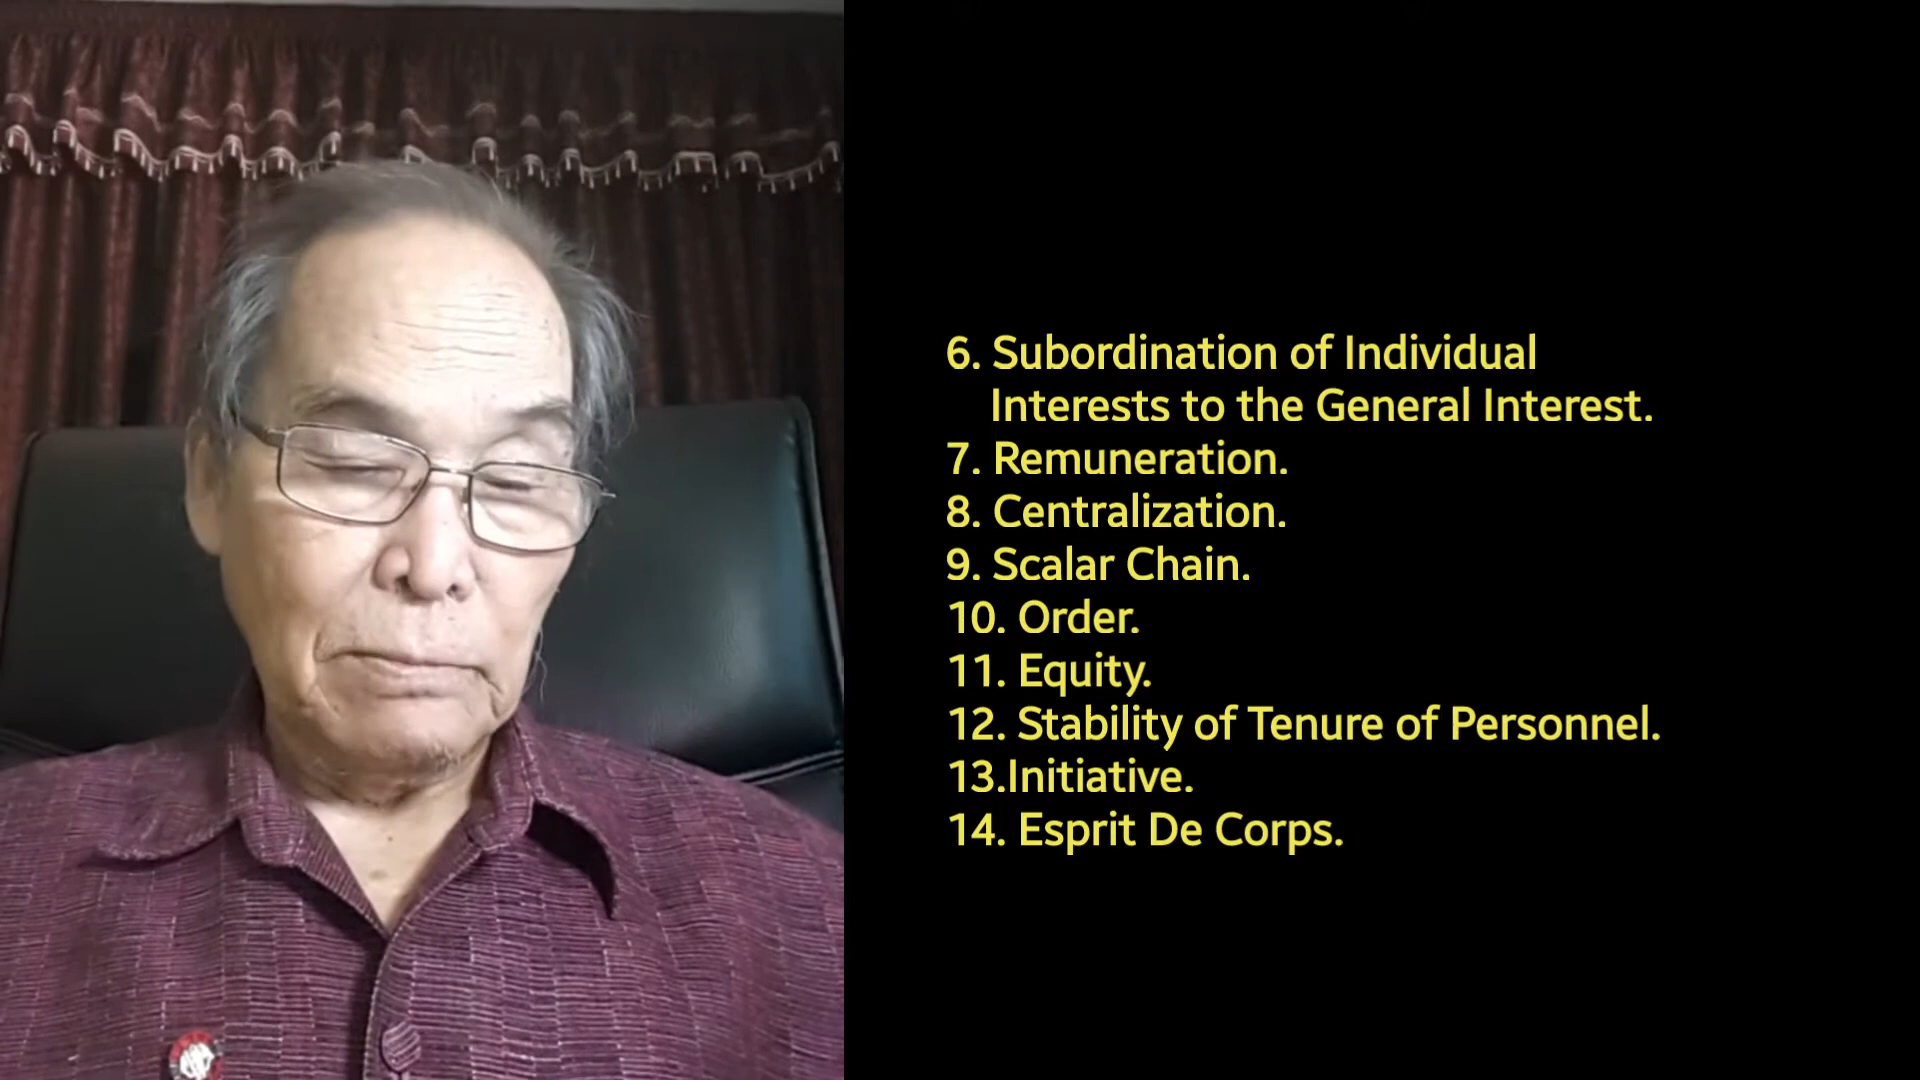 6. Subordination of Individual
Interests to the General Interest.
7. Remuneration.
8. Centralization.
9. Scalar Chain.
10. Order.
11. Equity.
12. Stability of Tenure of Personnel.
13.Initiative.
14. Esprit De Corps.